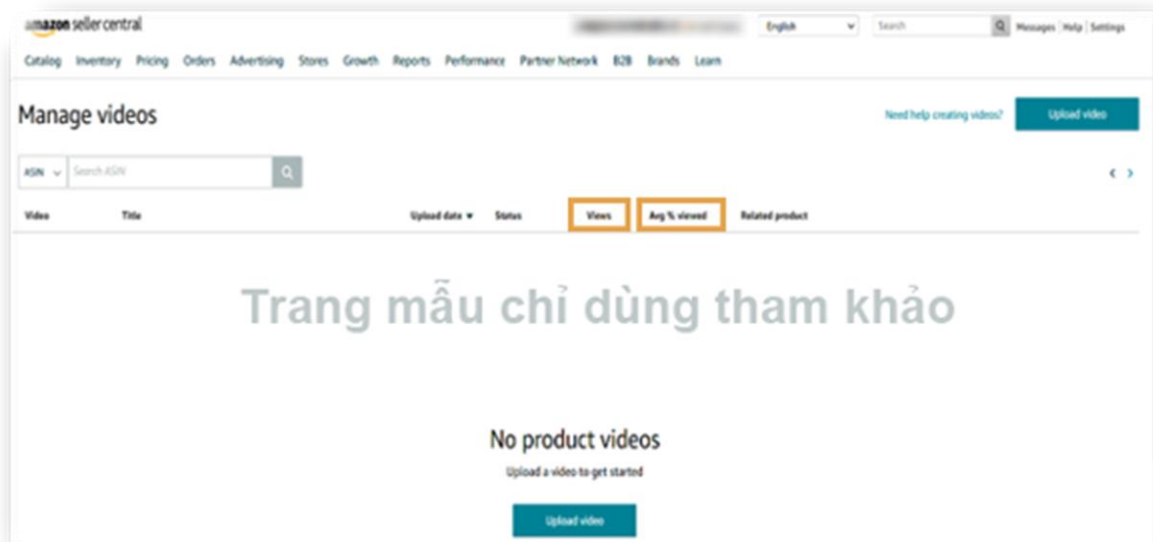 amazon seller central English Search Messages Help Settings
Catalog Inventory Pricing Orders Advertising Stores Growth Reports Performance Partner Network B2B Brands Learn
Manage videos Need help creating videos? Upload video
ASIN Search ASIN
Video Title Upload date Status Views Avg % viewed Related product
Trang mẫu chỉ dùng tham khảo
No product videos
Upload a video to get started
Upload video